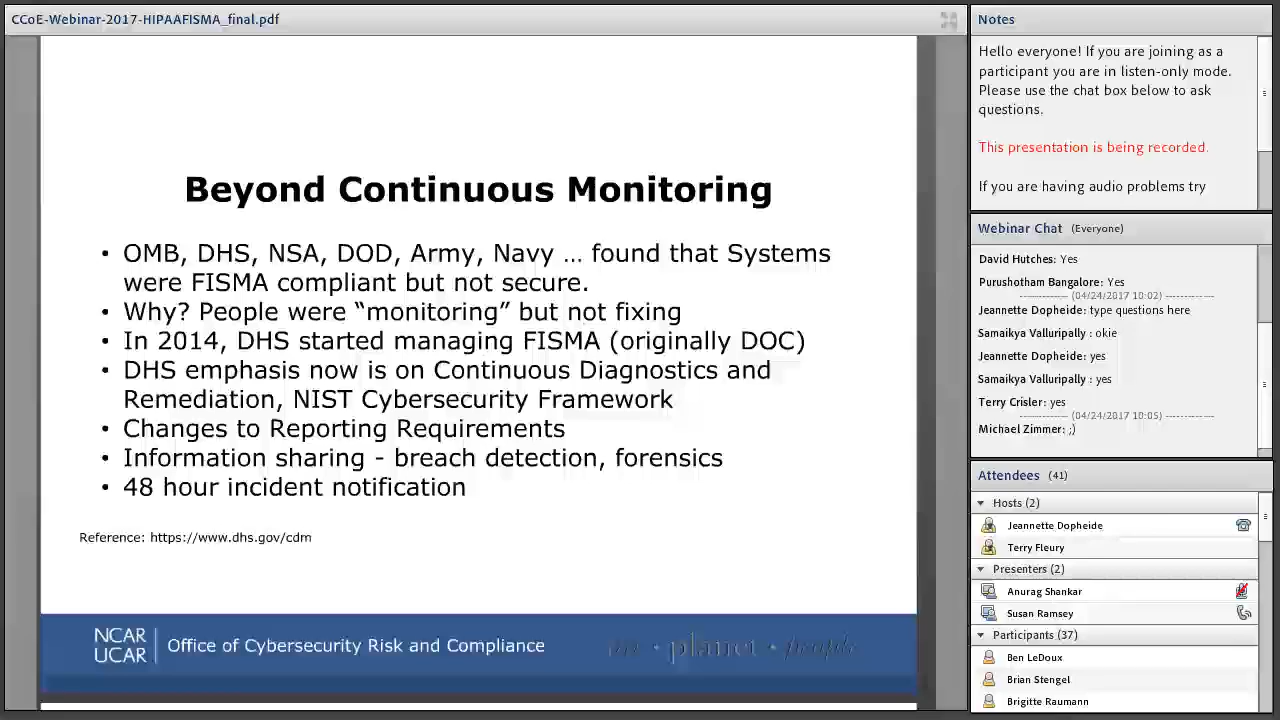 CCoE-Webinar-2017-HIPAAFISMA_final.pdf
Beyond Continuous Monitoring
• OMB, DHS, NSA, DOD, Army, Navy … found that Systems
were FISMA compliant but not secure.
• Why? People were “monitoring” but not fixing
• In 2014, DHS started managing FISMA (originally DOC)
• DHS emphasis now is on Continuous Diagnostics and
Remediation, NIST Cybersecurity Framework
• Changes to Reporting Requirements
• Information sharing - breach detection, forensics
• 48 hour incident notification
Reference: https://www.dhs.gov/cdm
NCAR
UCAR
Office of Cybersecurity Risk and Compliance
• planet • people
Notes
Hello everyone! If you are joining as a
participant you are in listen-only mode.
Please use the chat box below to ask
questions.
This presentation is being recorded.
If you are having audio problems try
Webinar Chat (Everyone)
David Hutches: Yes
Purushotham Bangalore: Yes
--------------- (04/24/2017 10:02) ---------------
Jeannette Dopheide: type questions here
Samaikya Valluripally : okie
Jeannette Dopheide: yes
Samaikya Valluripally : yes
Terry Crisler: yes
--------------- (04/24/2017 10:05) ---------------
Michael Zimmer: ;)
Attendees (41)
Hosts (2)
Jeannette Dopheide
Terry Fleury
Presenters (2)
Anurag Shankar
Susan Ramsey
Participants (37)
Ben LeDoux
Brian Stengel
Brigitte Raumann